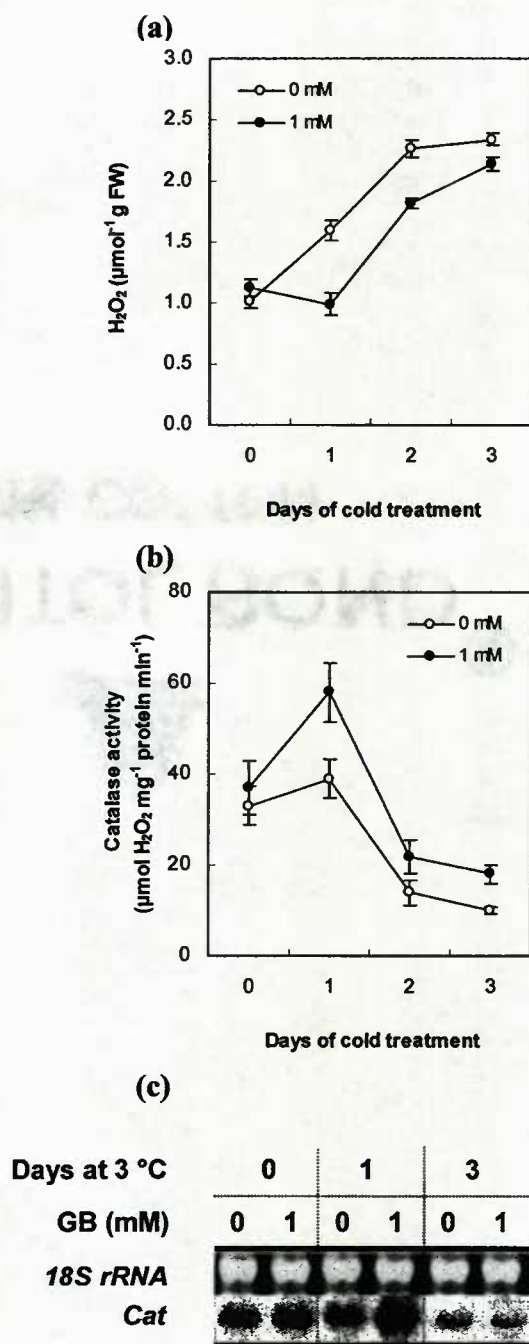 (a)
3.0
2.5
2.0
1.5
1.0
0.5
0.0
H₂O₂ (µmol⁻¹ g FW)
0 mM
1 mM
0 1 2 3
Days of cold treatment
(b)
80
60
40
20
0
Catalase activity
(µmol H₂O₂ mg⁻¹ protein min⁻¹)
0 mM
1 mM
0 1 2 3
Days of cold treatment
(c)
Days at 3 °C 0 1 3
GB (mM) 0 1 0 1 0 1
18S rRNA
Cat